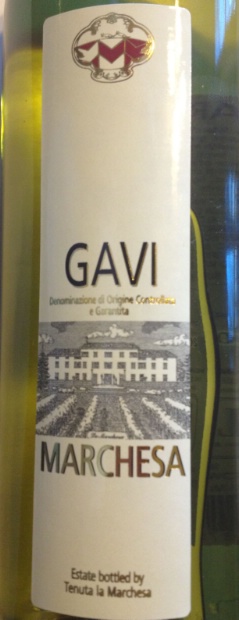 GAVI
Denominazione di Origine Controllata
e Garantita
MARCHESA
Estate bottled by
Tenuta la Marchesa